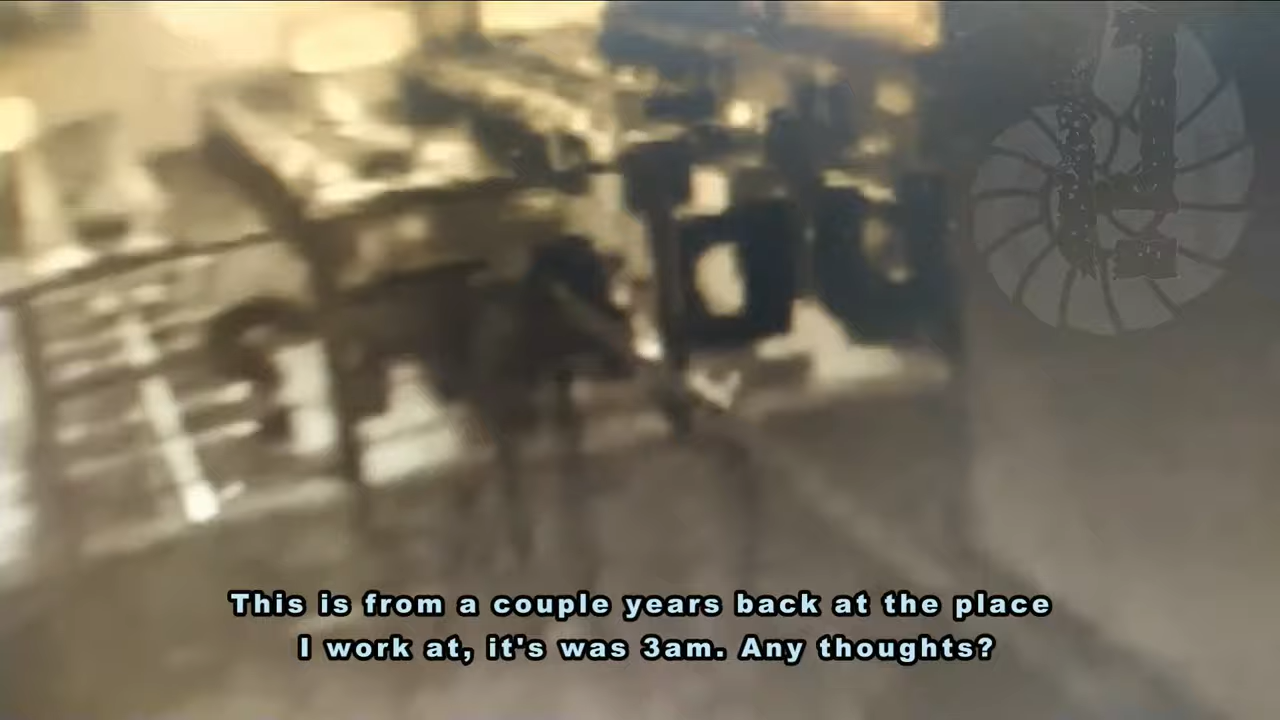 This is from a couple years back at the place
I work at, it's was 3am. Any thoughts?